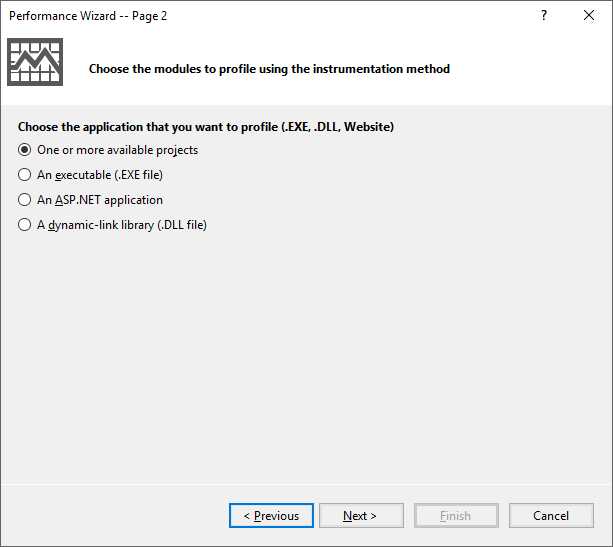 Performance Wizard -- Page 2
?
Choose the modules to profile using the instrumentation method
Choose the application that you want to profile (.EXE, .DLL, Website)
One or more available projects
An executable (.EXE file)
An ASP.NET application
A dynamic-link library (.DLL file)
< Previous
Next >
Finish
Cancel